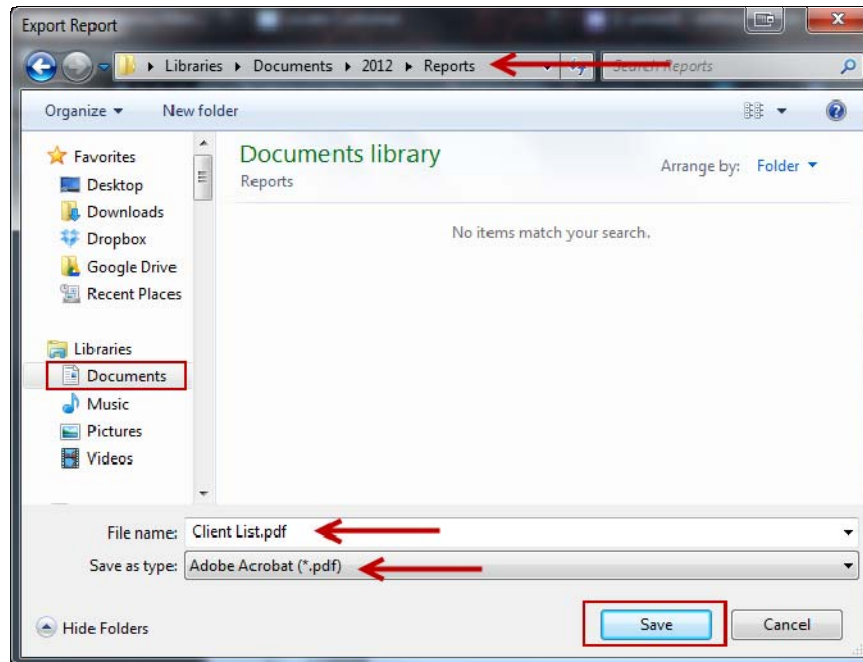 Export Report
Libraries Documents 2012 Reports Search Reports
Organize New folder
Favorites
Desktop
Downloads
Dropbox
Google Drive
Recent Places
Libraries
Documents
Music
Pictures
Videos
Documents library
Reports
Arrange by: Folder
No items match your search.
File name: Client List.pdf
Save as type: Adobe Acrobat (*.pdf)
Hide Folders
Save
Cancel